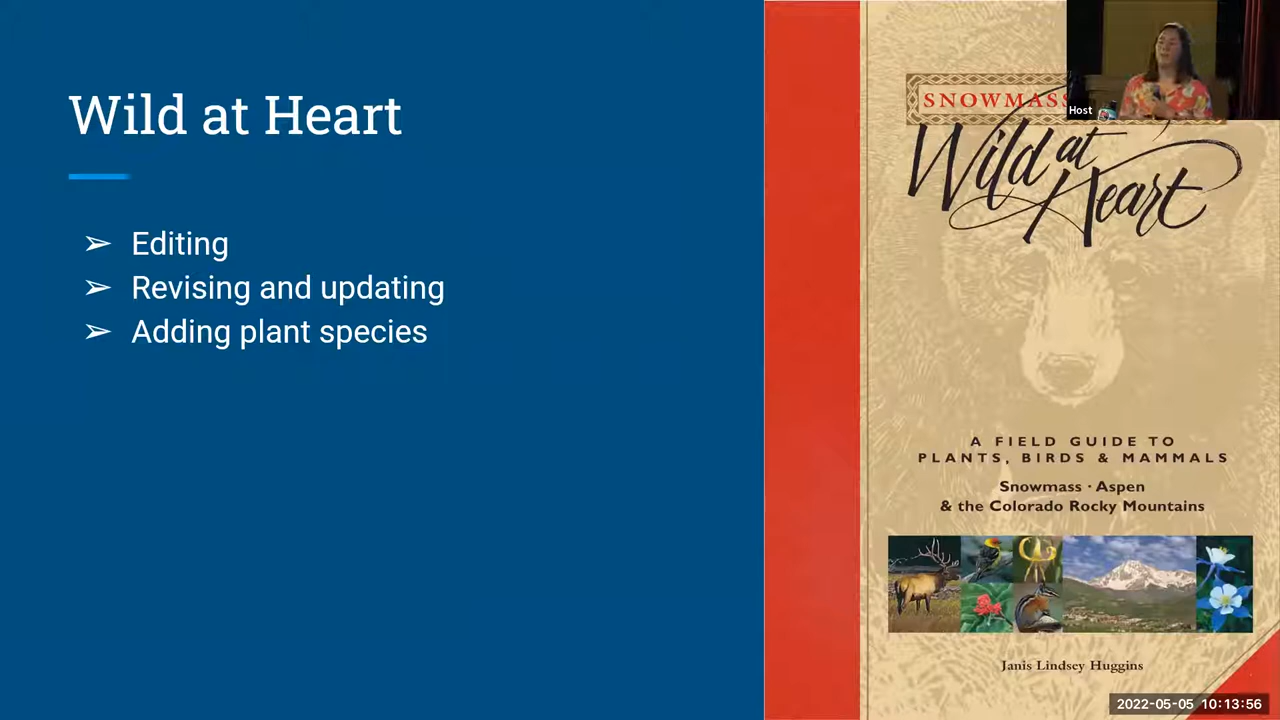 Wild at Heart
➢ Editing
➢ Revising and updating
➢ Adding plant species
SNOWMASS
Host
Wild at
Heart
A FIELD GUIDE TO
PLANTS, BIRDS & MAMMALS
Snowmass · Aspen
& the Colorado Rocky Mountains
Janis Lindsey Huggins
2022-05-05 10:13:56